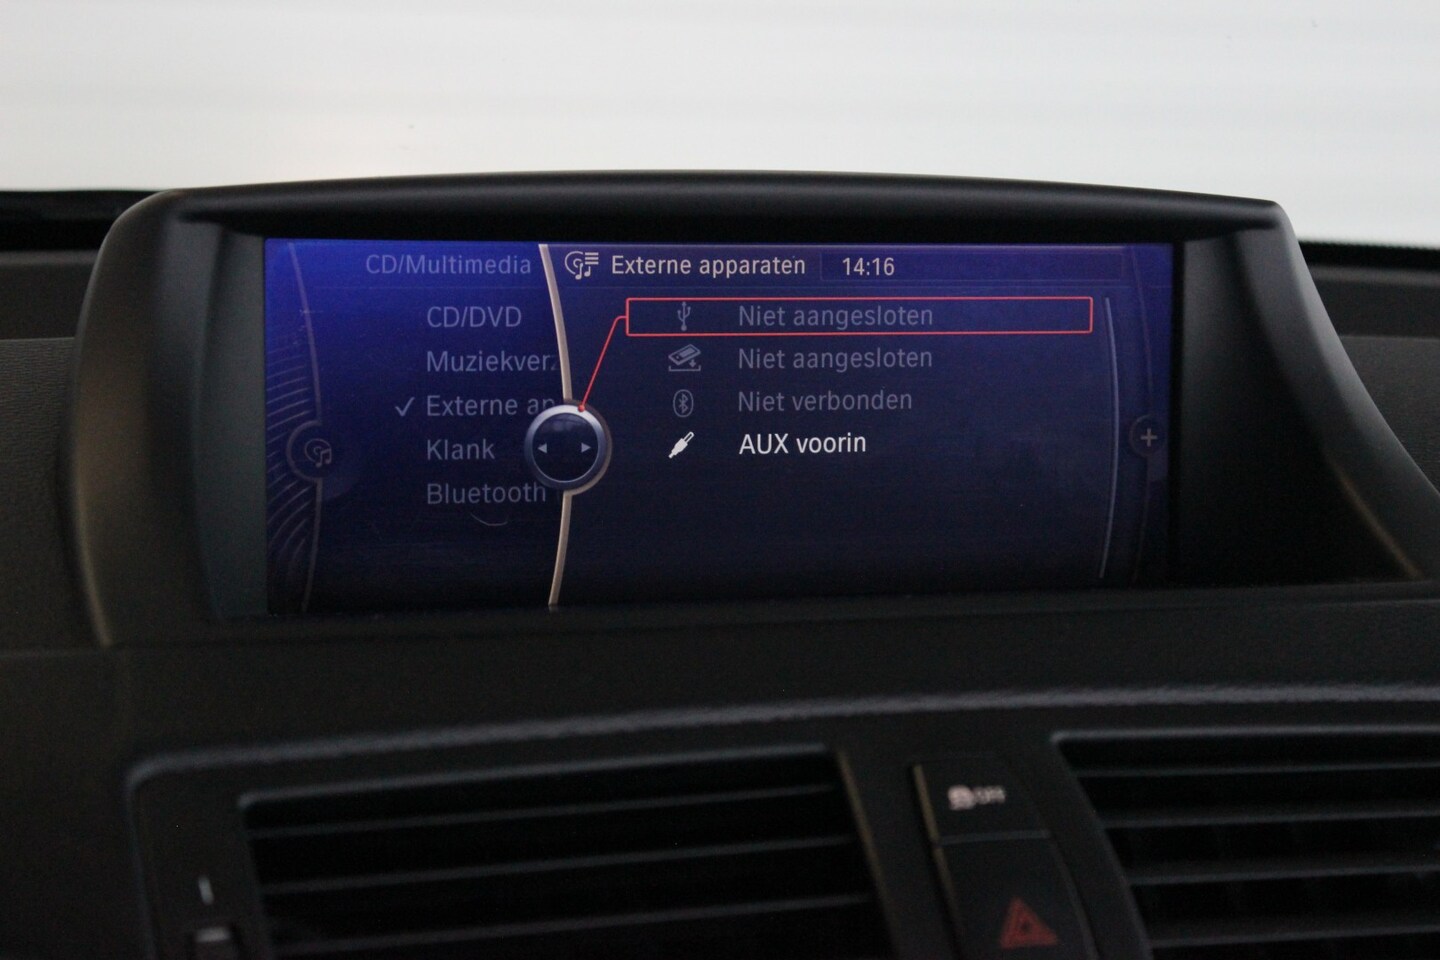 CD/Multimedia
CD/DVD
Muziekverz
✓ Externe ap
Klank
Bluetooth
Externe apparaten 14:16
Niet aangesloten
Niet aangesloten
Niet verbonden
AUX voorin
OFF